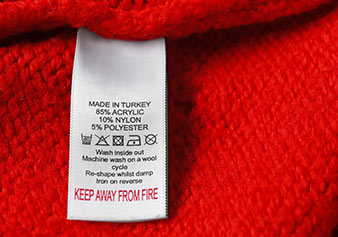 MADE IN TURKEY
85% ACRYLIC
10% NYLON
5% POLYESTER
Wash inside out
Machine wash on a wool
cycle
Re-shape whilst damp
Iron on reverse
KEEP AWAY FROM FIRE